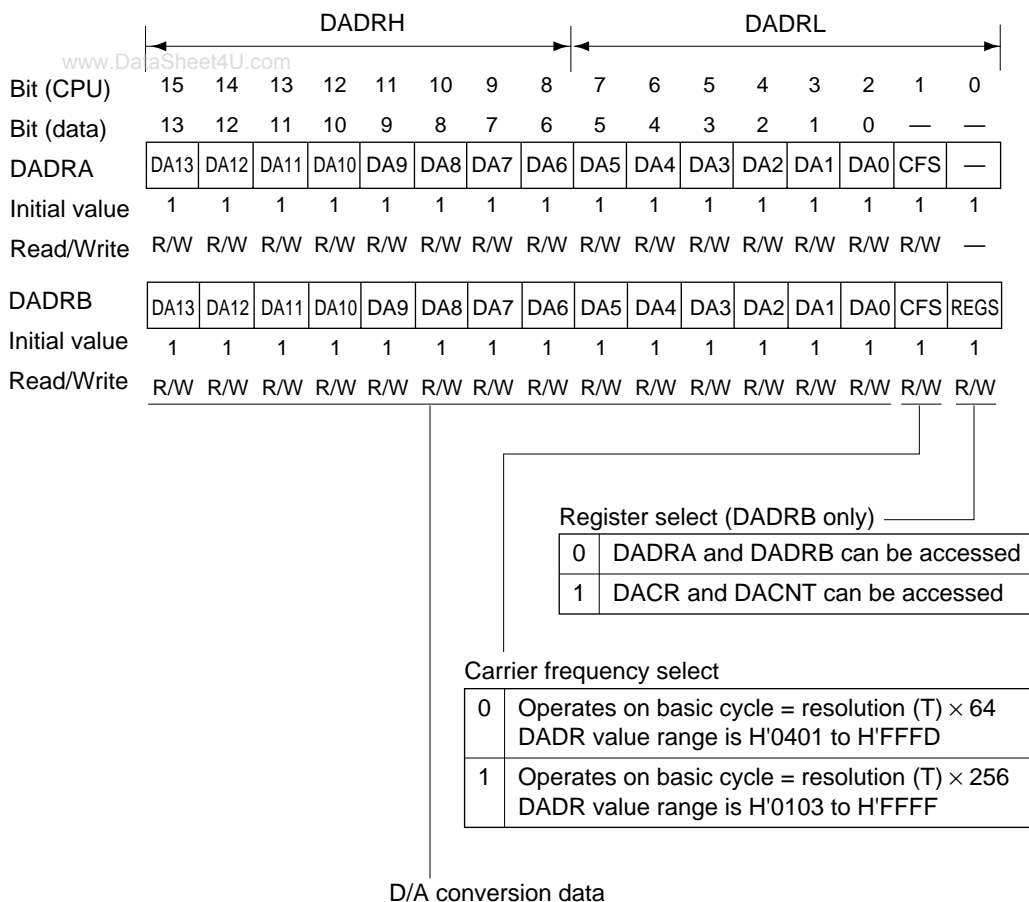 DADRH DADRL
www.DataSheet4U.com
Bit (CPU) 15 14 13 12 11 10 9 8 7 6 5 4 3 2 1 0
Bit (data) 13 12 11 10 9 8 7 6 5 4 3 2 1 0 — —
DADRA DA13 DA12 DA11 DA10 DA9 DA8 DA7 DA6 DA5 DA4 DA3 DA2 DA1 DA0 CFS —
Initial value 1 1 1 1 1 1 1 1 1 1 1 1 1 1 1 1
Read/Write R/W R/W R/W R/W R/W R/W R/W R/W R/W R/W R/W R/W R/W R/W R/W —
DADRB DA13 DA12 DA11 DA10 DA9 DA8 DA7 DA6 DA5 DA4 DA3 DA2 DA1 DA0 CFS REGS
Initial value 1 1 1 1 1 1 1 1 1 1 1 1 1 1 1 1
Read/Write R/W R/W R/W R/W R/W R/W R/W R/W R/W R/W R/W R/W R/W R/W R/W R/W
Register select (DADRB only)
0 DADRA and DADRB can be accessed
1 DACR and DACNT can be accessed
Carrier frequency select
0 Operates on basic cycle = resolution (T) × 64
DADR value range is H'0401 to H'FFFD
1 Operates on basic cycle = resolution (T) × 256
DADR value range is H'0103 to H'FFFF
D/A conversion data